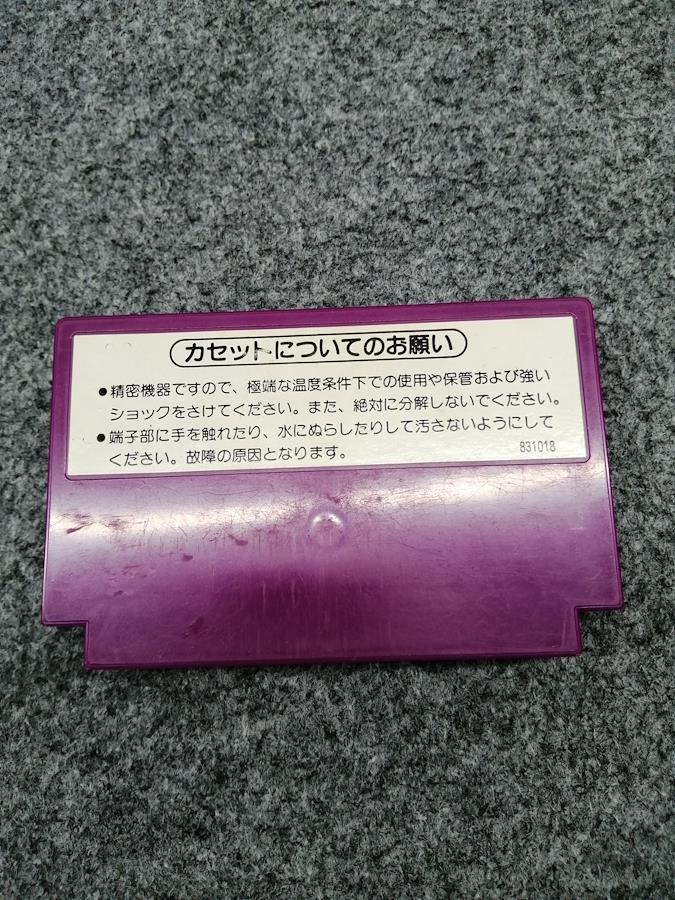 カセットについてのお願い
●精密機器ですので、極端な温度条件下での使用や保管および強い
ショックをさけてください。また、絶対に分解しないでください。
●端子部に手を触れたり、水にぬらしたりして汚さないようにして
ください。故障の原因となります。 831018